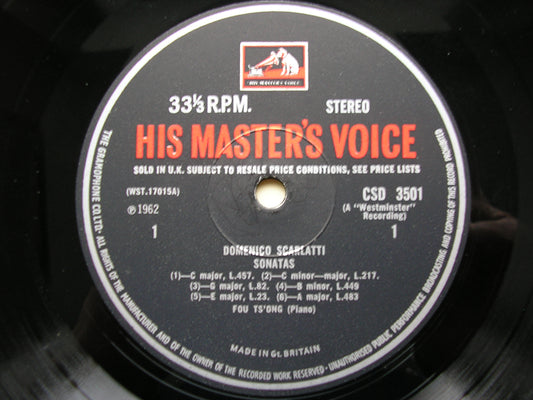 "HIS MASTER'S VOICE"
33⅓ R.P.M. STEREO
HIS MASTER'S VOICE
SOLD IN U.K. SUBJECT TO RESALE PRICE CONDITIONS, SEE PRICE LISTS
(WST.17015A) CSD 3501
℗1962 (A "Westminster" Recording)
1 1
DOMENICO SCARLATTI
SONATAS
(1)—C major, L.457. (2)—C minor—major, L.217.
(3)—G major, L.82. (4)—B minor, L.449
(5)—E major, L.23. (6)—A major, L.483
FOU TS'ONG (Piano)
MADE IN Gt. BRITAIN
THE GRAMOPHONE CO. LTD. ALL RIGHTS OF THE MANUFACTURER AND OF THE OWNER OF THE RECORDED WORK RESERVED · UNAUTHORISED PUBLIC PERFORMANCE BROADCASTING AND COPYING OF THIS RECORD PROHIBITED